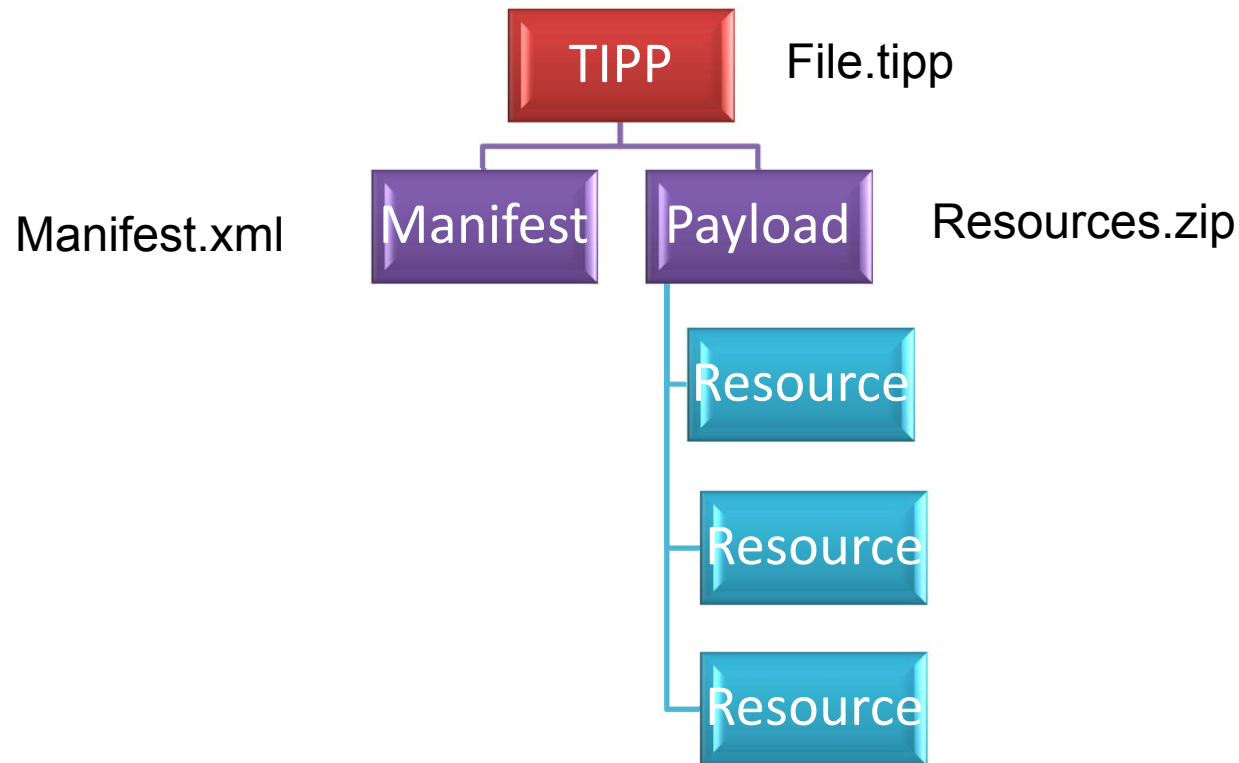 TIPP
File.tipp
Manifest.xml
Manifest
Payload
Resources.zip
Resource
Resource
Resource